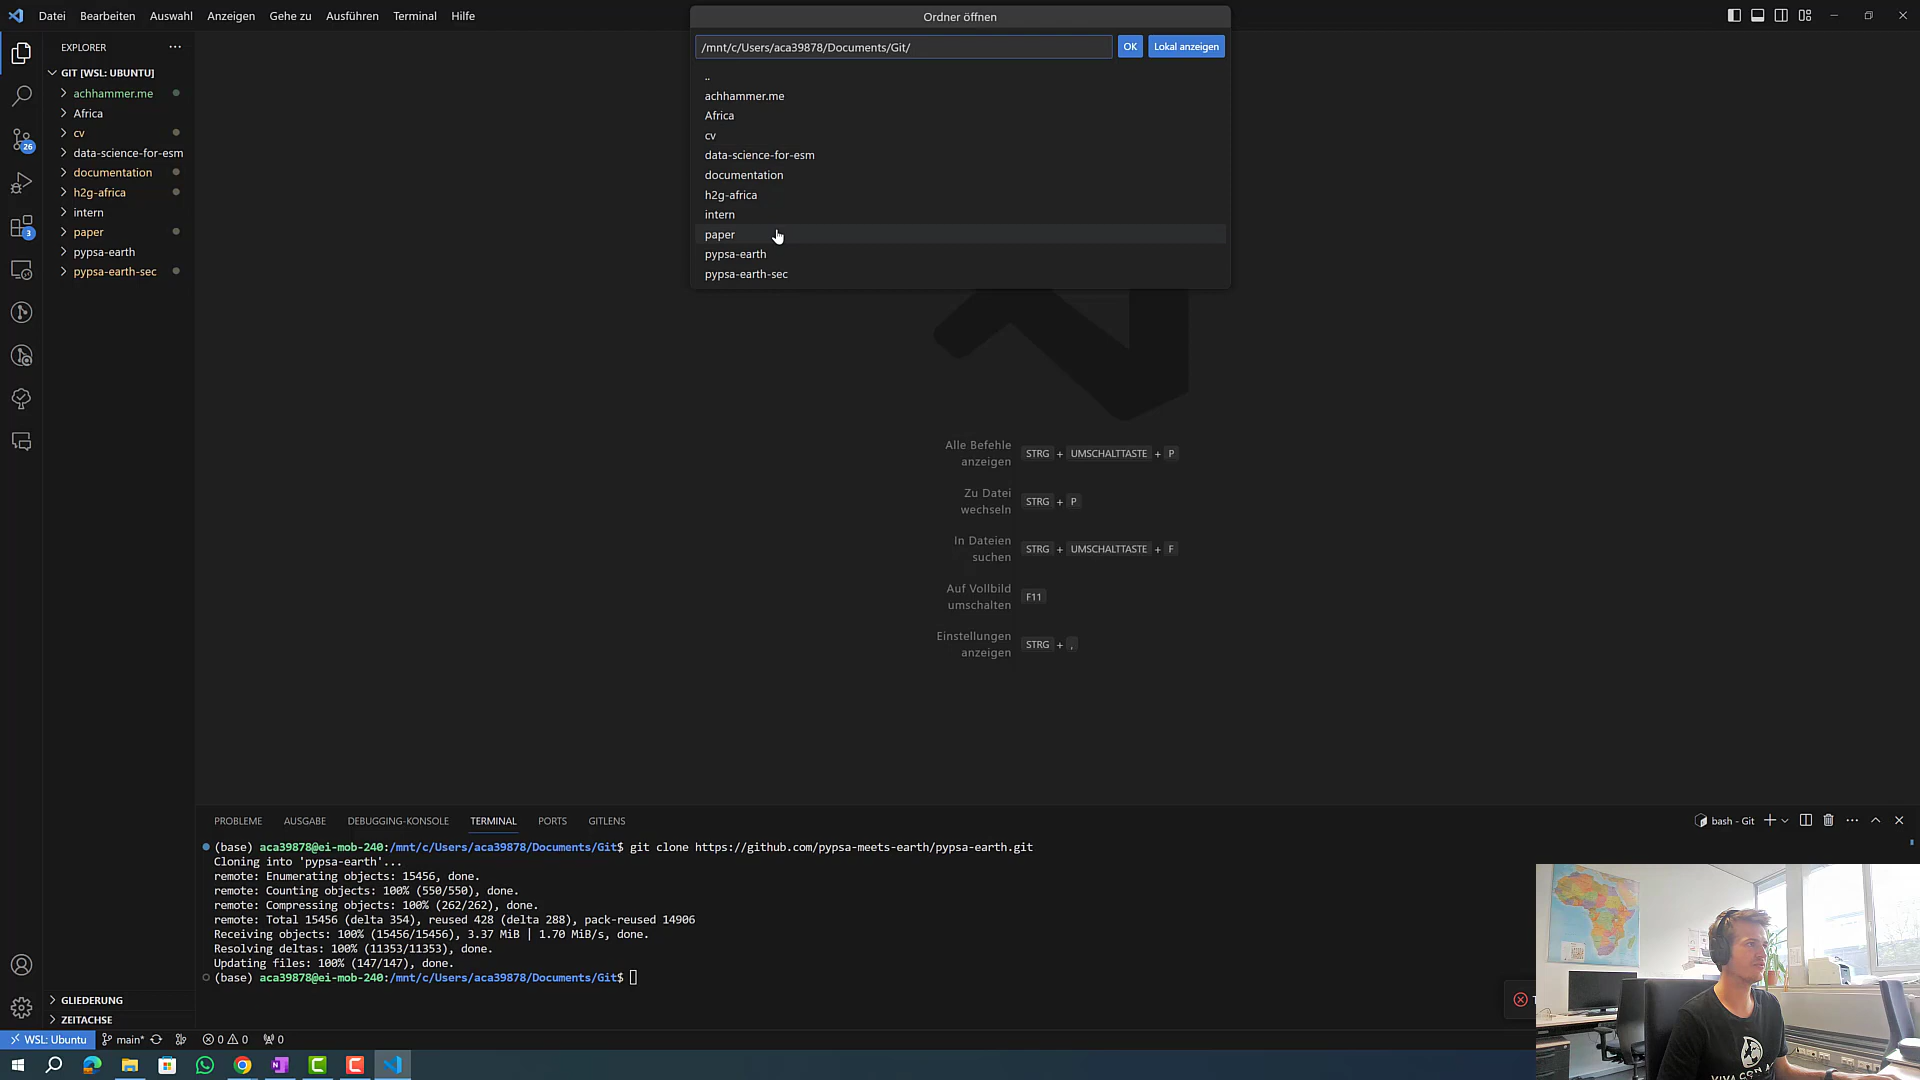 Datei Bearbeiten Auswahl Anzeigen Gehe zu Ausführen Terminal Hilfe
Ordner öffnen
/mnt/c/Users/aca39878/Documents/Git/ OK Lokal anzeigen
..
achhammer.me
Africa
cv
data-science-for-esm
documentation
h2g-africa
intern
paper
pypsa-earth
pypsa-earth-sec
EXPLORER
GIT [WSL: UBUNTU]
achhammer.me
Africa
cv
data-science-for-esm
documentation
h2g-africa
intern
paper
pypsa-earth
pypsa-earth-sec
26
3
Alle Befehle
anzeigen
STRG + UMSCHALTTASTE + P
Zu Datei
wechseln
STRG + P
In Dateien
suchen
STRG + UMSCHALTTASTE + F
Auf Vollbild
umschalten
F11
Einstellungen
anzeigen
STRG + ,
PROBLEME AUSGABE DEBUGGING-KONSOLE TERMINAL PORTS GITLENS
bash - Git
(base) aca39878@ei-mob-240:/mnt/c/Users/aca39878/Documents/Git$ git clone https://github.com/pypsa-meets-earth/pypsa-earth.git
Cloning into 'pypsa-earth'...
remote: Enumerating objects: 15456, done.
remote: Counting objects: 100% (550/550), done.
remote: Compressing objects: 100% (262/262), done.
remote: Total 15456 (delta 354), reused 428 (delta 288), pack-reused 14906
Receiving objects: 100% (15456/15456), 3.37 MiB | 1.70 MiB/s, done.
Resolving deltas: 100% (11353/11353), done.
Updating files: 100% (147/147), done.
(base) aca39878@ei-mob-240:/mnt/c/Users/aca39878/Documents/Git$
GLIEDERUNG
ZEITACHSE
WSL: Ubuntu main* 0 0 0